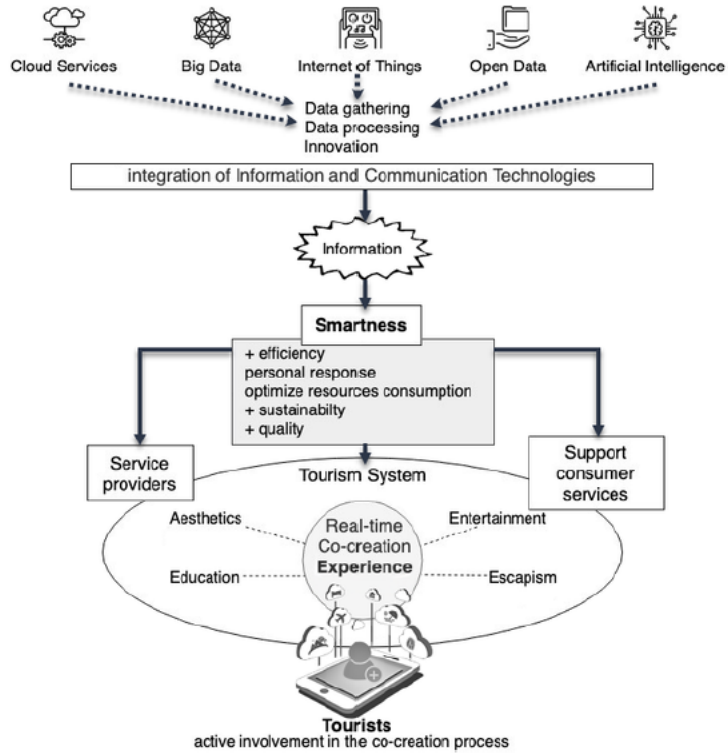 Cloud Services
Big Data
Internet of Things
Open Data
Artificial Intelligence
Data gathering
Data processing
Innovation
integration of Information and Communication Technologies
Information
Smartness
+ efficiency
personal response
optimize resources consumption
+ sustainabilty
+ quality
Service
providers
Support
consumer
services
Tourism System
Aesthetics
Entertainment
Real-time
Co-creation
Experience
Education
Escapism
Tourists
active involvement in the co-creation process